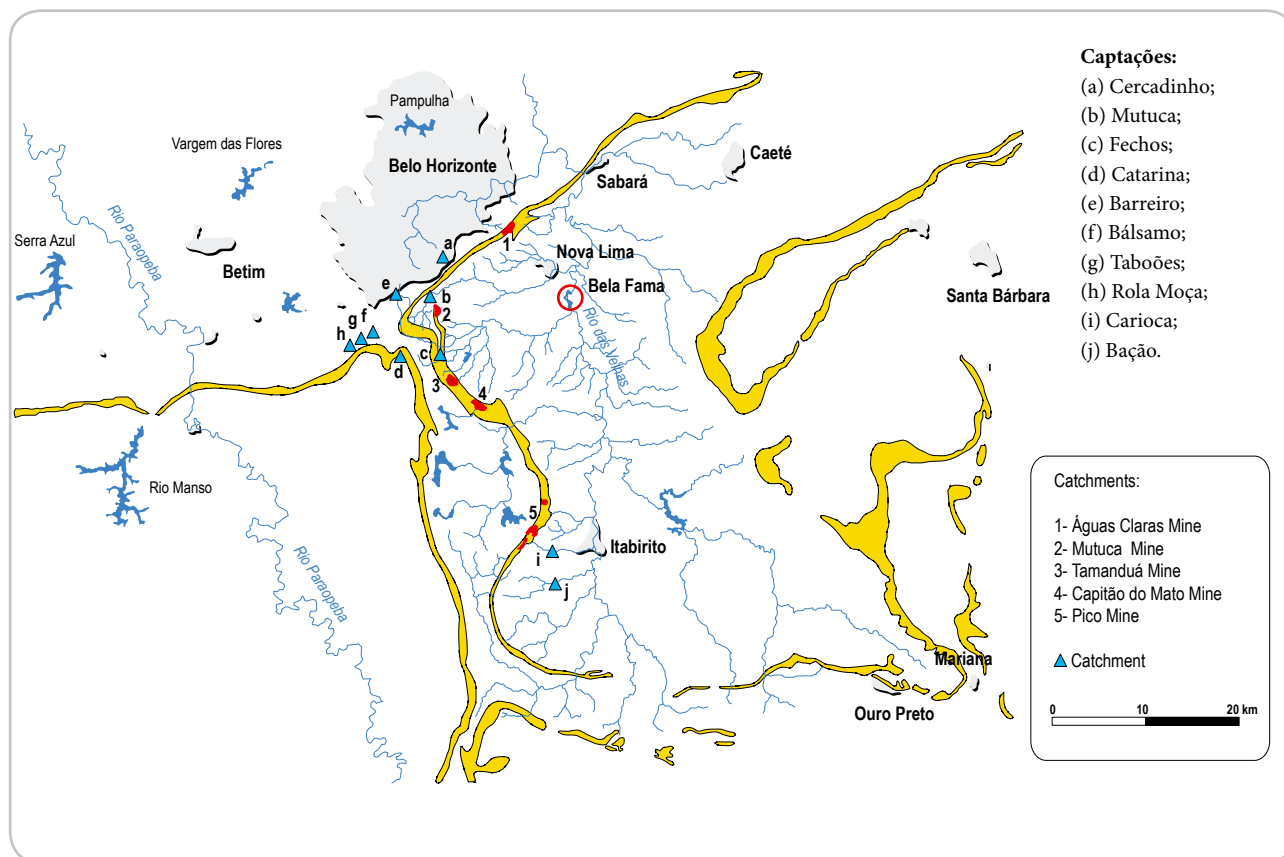 Captações:
(a) Cercadinho;
(b) Mutuca;
(c) Fechos;
(d) Catarina;
(e) Barreiro;
(f) Bálsamo;
(g) Taboões;
(h) Rola Moça;
(i) Carioca;
(j) Bação.
Pampulha
Vargem das Flores
Belo Horizonte
Caeté
Sabará
Rio Paraopeba
Serra Azul
Betim
a
1
Nova Lima
Bela Fama
Santa Bárbara
e
b
2
Rio das Velhas
g
f
h
c
d
3
4
Rio Manso
5
Itabirito
i
j
Rio Paraopeba
Mariana
Ouro Preto
Catchments:
1- Águas Claras Mine
2- Mutuca Mine
3- Tamanduá Mine
4- Capitão do Mato Mine
5- Pico Mine
Catchment
0 10 20 km